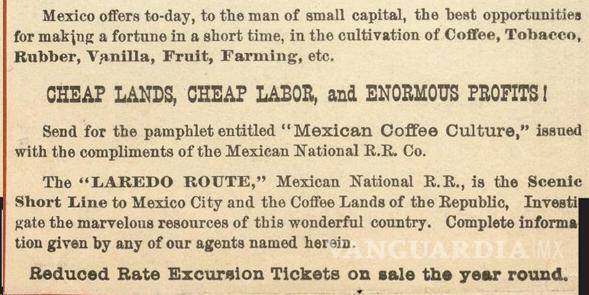 Mexico offers to-day, to the man of small capital, the best opportunities
for making a fortune in a short time, in the cultivation of Coffee, Tobacco,
Rubber, Vanilla, Fruit, Farming, etc.
CHEAP LANDS, CHEAP LABOR, and ENORMOUS PROFITS!
Send for the pamphlet entitled “Mexican Coffee Culture,” issued
with the compliments of the Mexican National R.R. Co.
The “LAREDO ROUTE,” Mexican National R.R., is the Scenic
Short Line to Mexico City and the Coffee Lands of the Republic, Investi
gate the marvelous resources of this wonderful country. Complete informa
tion given by any of our agents named herein.
VANGUARDIA MX
Reduced Rate Excursion Tickets on sale the year round.